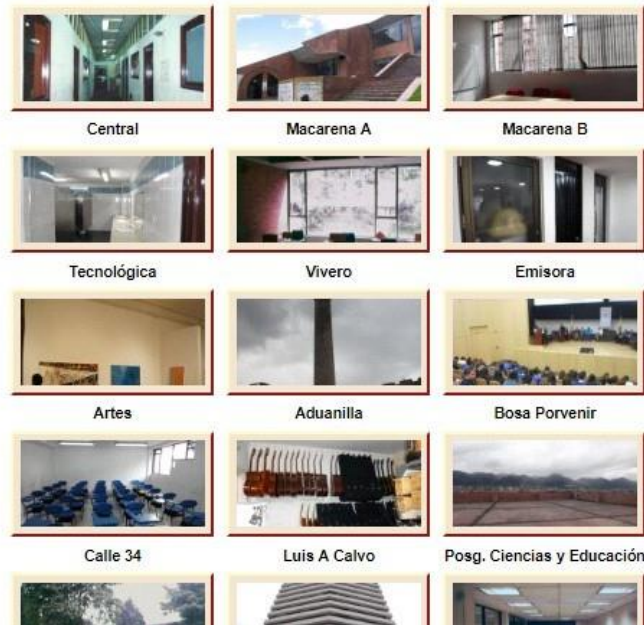 Central
Macarena A
Macarena B
Tecnológica
Vivero
Emisora
Artes
Aduanilla
Bosa Porvenir
Calle 34
Luis A Calvo
Posg. Ciencias y Educación